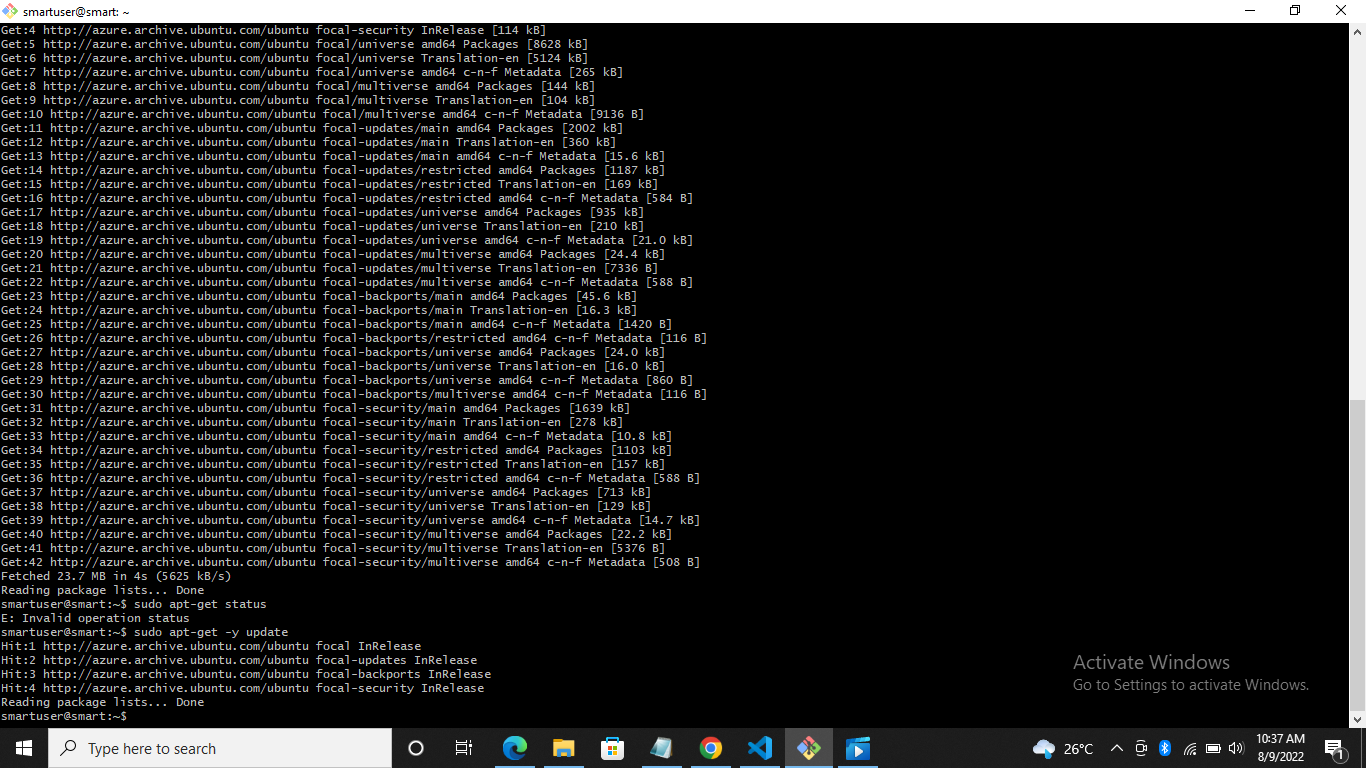 smartuser@smart: ~
Get:4 http://azure.archive.ubuntu.com/ubuntu focal-security InRelease [114 kB]
Get:5 http://azure.archive.ubuntu.com/ubuntu focal/universe amd64 Packages [8628 kB]
Get:6 http://azure.archive.ubuntu.com/ubuntu focal/universe Translation-en [5124 kB]
Get:7 http://azure.archive.ubuntu.com/ubuntu focal/universe amd64 c-n-f Metadata [265 kB]
Get:8 http://azure.archive.ubuntu.com/ubuntu focal/multiverse amd64 Packages [144 kB]
Get:9 http://azure.archive.ubuntu.com/ubuntu focal/multiverse Translation-en [104 kB]
Get:10 http://azure.archive.ubuntu.com/ubuntu focal/multiverse amd64 c-n-f Metadata [9136 B]
Get:11 http://azure.archive.ubuntu.com/ubuntu focal-updates/main amd64 Packages [2002 kB]
Get:12 http://azure.archive.ubuntu.com/ubuntu focal-updates/main Translation-en [360 kB]
Get:13 http://azure.archive.ubuntu.com/ubuntu focal-updates/main amd64 c-n-f Metadata [15.6 kB]
Get:14 http://azure.archive.ubuntu.com/ubuntu focal-updates/restricted amd64 Packages [1187 kB]
Get:15 http://azure.archive.ubuntu.com/ubuntu focal-updates/restricted Translation-en [169 kB]
Get:16 http://azure.archive.ubuntu.com/ubuntu focal-updates/restricted amd64 c-n-f Metadata [584 B]
Get:17 http://azure.archive.ubuntu.com/ubuntu focal-updates/universe amd64 Packages [935 kB]
Get:18 http://azure.archive.ubuntu.com/ubuntu focal-updates/universe Translation-en [210 kB]
Get:19 http://azure.archive.ubuntu.com/ubuntu focal-updates/universe amd64 c-n-f Metadata [21.0 kB]
Get:20 http://azure.archive.ubuntu.com/ubuntu focal-updates/multiverse amd64 Packages [24.4 kB]
Get:21 http://azure.archive.ubuntu.com/ubuntu focal-updates/multiverse Translation-en [7336 B]
Get:22 http://azure.archive.ubuntu.com/ubuntu focal-updates/multiverse amd64 c-n-f Metadata [588 B]
Get:23 http://azure.archive.ubuntu.com/ubuntu focal-backports/main amd64 Packages [45.6 kB]
Get:24 http://azure.archive.ubuntu.com/ubuntu focal-backports/main Translation-en [16.3 kB]
Get:25 http://azure.archive.ubuntu.com/ubuntu focal-backports/main amd64 c-n-f Metadata [1420 B]
Get:26 http://azure.archive.ubuntu.com/ubuntu focal-backports/restricted amd64 c-n-f Metadata [116 B]
Get:27 http://azure.archive.ubuntu.com/ubuntu focal-backports/universe amd64 Packages [24.0 kB]
Get:28 http://azure.archive.ubuntu.com/ubuntu focal-backports/universe Translation-en [16.0 kB]
Get:29 http://azure.archive.ubuntu.com/ubuntu focal-backports/universe amd64 c-n-f Metadata [860 B]
Get:30 http://azure.archive.ubuntu.com/ubuntu focal-backports/multiverse amd64 c-n-f Metadata [116 B]
Get:31 http://azure.archive.ubuntu.com/ubuntu focal-security/main amd64 Packages [1639 kB]
Get:32 http://azure.archive.ubuntu.com/ubuntu focal-security/main Translation-en [278 kB]
Get:33 http://azure.archive.ubuntu.com/ubuntu focal-security/main amd64 c-n-f Metadata [10.8 kB]
Get:34 http://azure.archive.ubuntu.com/ubuntu focal-security/restricted amd64 Packages [1103 kB]
Get:35 http://azure.archive.ubuntu.com/ubuntu focal-security/restricted Translation-en [157 kB]
Get:36 http://azure.archive.ubuntu.com/ubuntu focal-security/restricted amd64 c-n-f Metadata [588 B]
Get:37 http://azure.archive.ubuntu.com/ubuntu focal-security/universe amd64 Packages [713 kB]
Get:38 http://azure.archive.ubuntu.com/ubuntu focal-security/universe Translation-en [129 kB]
Get:39 http://azure.archive.ubuntu.com/ubuntu focal-security/universe amd64 c-n-f Metadata [14.7 kB]
Get:40 http://azure.archive.ubuntu.com/ubuntu focal-security/multiverse amd64 Packages [22.2 kB]
Get:41 http://azure.archive.ubuntu.com/ubuntu focal-security/multiverse Translation-en [5376 B]
Get:42 http://azure.archive.ubuntu.com/ubuntu focal-security/multiverse amd64 c-n-f Metadata [508 B]
Fetched 23.7 MB in 4s (5625 kB/s)
Reading package lists... Done
smartuser@smart:~$ sudo apt-get status
E: Invalid operation status
smartuser@smart:~$ sudo apt-get -y update
Hit:1 http://azure.archive.ubuntu.com/ubuntu focal InRelease
Hit:2 http://azure.archive.ubuntu.com/ubuntu focal-updates InRelease
Hit:3 http://azure.archive.ubuntu.com/ubuntu focal-backports InRelease
Hit:4 http://azure.archive.ubuntu.com/ubuntu focal-security InRelease
Reading package lists... Done
smartuser@smart:~$
Activate Windows
Go to Settings to activate Windows.
Type here to search
26°C
10:37 AM
8/9/2022
1